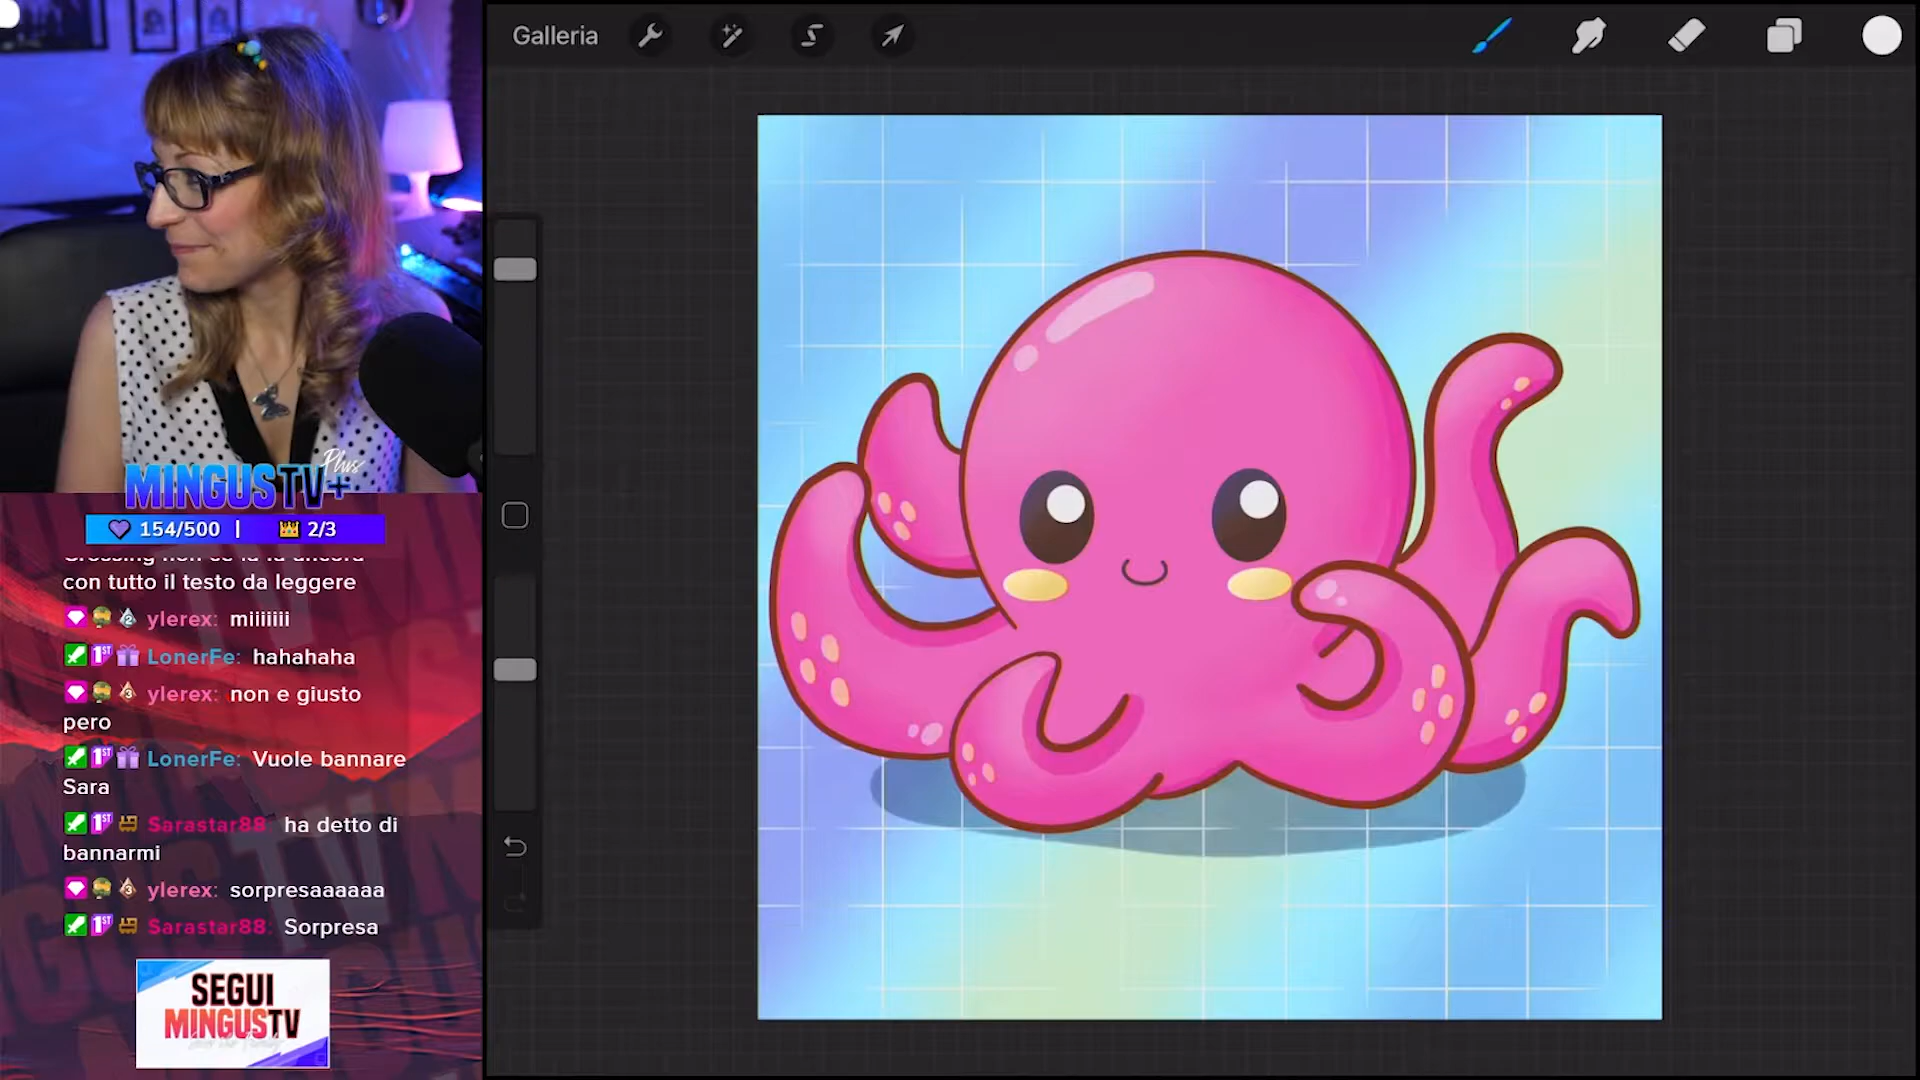 Galleria
MINGUSTV+
Plus
154/500 | 2/3
con tutto il testo da leggere
ylerex: miiiiiii
LonerFe: hahahaha
ylerex: non e giusto
pero
LonerFe: Vuole bannare
Sara
Sarastar88: ha detto di
bannarmi
ylerex: sorpresaaaaaa
Sarastar88: Sorpresa
SEGUI
MINGUSTV